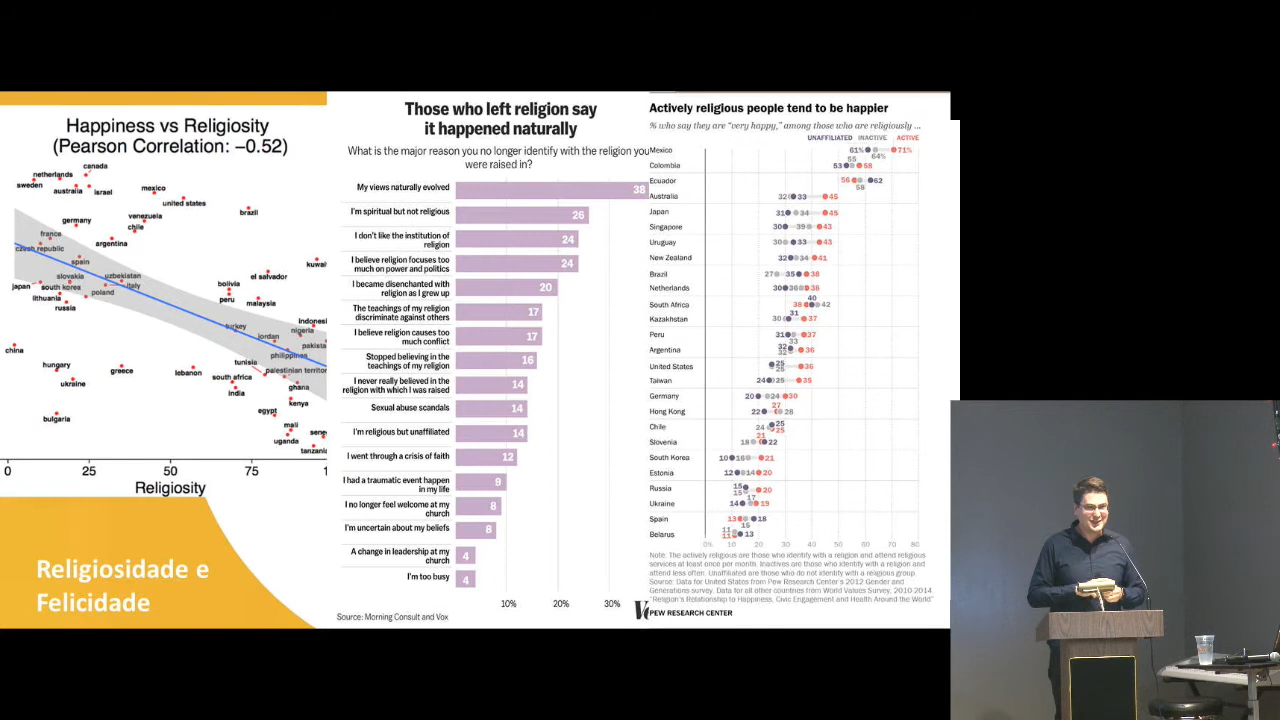 Happiness vs Religiosity
(Pearson Correlation: −0.52)
canada
netherlands
sweden
australia
israel
mexico
united states
brazil
germany
venezuela
chile
france
argentina
czech republic
spain
kuwai
slovakia
uzbekistan
el salvador
japan
south korea
italy
bolivia
lithuania
poland
peru
malaysia
russia
indones
turkey
nigeria
jordan
pakista
china
philippines
tunisia
hungary
greece
lebanon
palestinian territor
ukraine
south africa
ghana
india
kenya
bulgaria
egypt
mali
sene
uganda
tanzania
0 25 50 75 1
Religiosity
Religiosidade e
Felicidade
Those who left religion say
it happened naturally
What is the major reason you no longer identify with the religion you
were raised in?
My views naturally evolved 38
I'm spiritual but not religious 26
I don't like the institution of
religion 24
I believe religion focuses too
much on power and politics 24
I became disenchanted with
religion as I grew up 20
The teachings of my religion
discriminate against others 17
I believe religion causes too
much conflict 17
Stopped believing in the
teachings of my religion 16
I never really believed in the
religion with which I was raised 14
Sexual abuse scandals 14
I'm religious but unaffiliated 14
I went through a crisis of faith 12
I had a traumatic event happen
in my life 9
I no longer feel welcome at my
church 8
I'm uncertain about my beliefs 8
A change in leadership at my
church 4
I'm too busy 4
10% 20% 30%
Source: Morning Consult and Vox
Actively religious people tend to be happier
% who say they are “very happy,” among those who are religiously ...
UNAFFILIATED INACTIVE ACTIVE
Mexico 61% 64% 71%
Colombia 53 55 58
Ecuador 56 58 62
Australia 32 33 45
Japan 31 34 45
Singapore 30 39 43
Uruguay 30 33 43
New Zealand 32 34 41
Brazil 27 35 38
Netherlands 30 36 38
South Africa 38 40 42
Kazakhstan 30 31 37
Peru 31 33 37
Argentina 32 32 36
United States 25 25 36
Taiwan 24 25 35
Germany 20 24 30
Hong Kong 22 27 28
Chile 24 25 25
Slovenia 18 21 22
South Korea 10 16 21
Estonia 12 14 20
Russia 15 15 20
Ukraine 14 17 19
Spain 13 15 18
Belarus 11 11 13
0% 10 20 30 40 50 60 70 80
Note: The actively religious are those who identify with a religion and attend religious
services at least once per month. Inactives are those who identify with a religion and
attend less often. Unaffiliated are those who do not identify with a religious group.
Source: Data for United States from Pew Research Center's 2012 Gender and
Generations survey. Data for all other countries from World Values Survey, 2010-2014.
“Religion's Relationship to Happiness, Civic Engagement and Health Around the World”
PEW RESEARCH CENTER